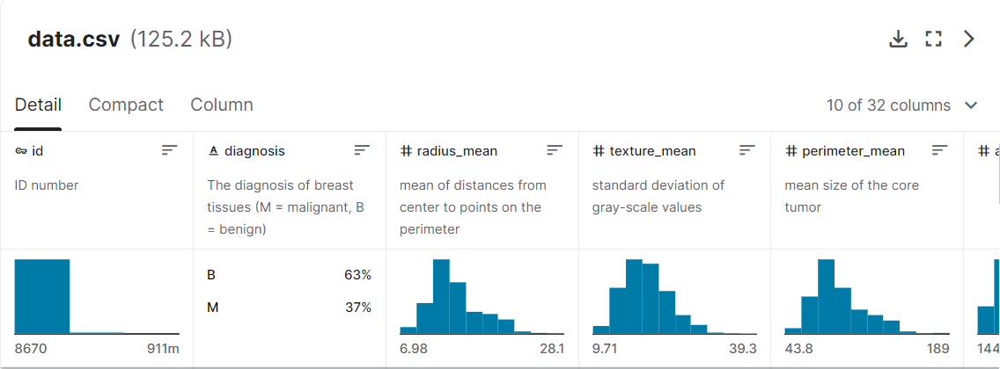 data.csv (125.2 kB)
Detail Compact Column 10 of 32 columns
id
ID number
8670 911m
diagnosis
The diagnosis of breast
tissues (M = malignant, B
= benign)
B 63%
M 37%
# radius_mean
mean of distances from
center to points on the
perimeter
6.98 28.1
# texture_mean
standard deviation of
gray-scale values
9.71 39.3
# perimeter_mean
mean size of the core
tumor
43.8 189
#